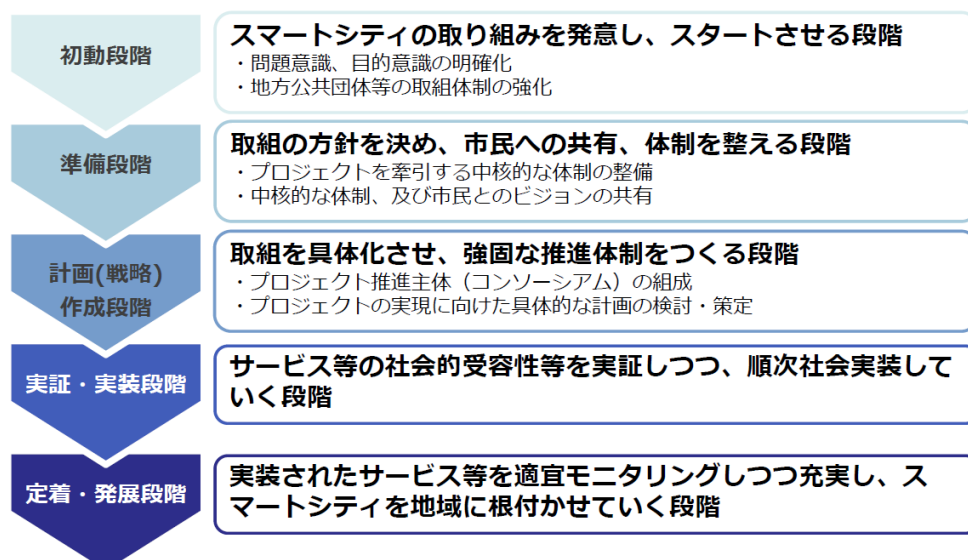 初動段階
スマートシティの取り組みを発意し、スタートさせる段階
・問題意識、目的意識の明確化
・地方公共団体等の取組体制の強化
準備段階
取組の方針を決め、市民への共有、体制を整える段階
・プロジェクトを牽引する中核的な体制の整備
・中核的な体制、及び市民とのビジョンの共有
計画(戦略)
作成段階
取組を具体化させ、強固な推進体制をつくる段階
・プロジェクト推進主体（コンソーシアム）の組成
・プロジェクトの実現に向けた具体的な計画の検討・策定
実証・実装段階
サービス等の社会的受容性等を実証しつつ、順次社会実装して
いく段階
定着・発展段階
実装されたサービス等を適宜モニタリングしつつ充実し、ス
マートシティを地域に根付かせていく段階